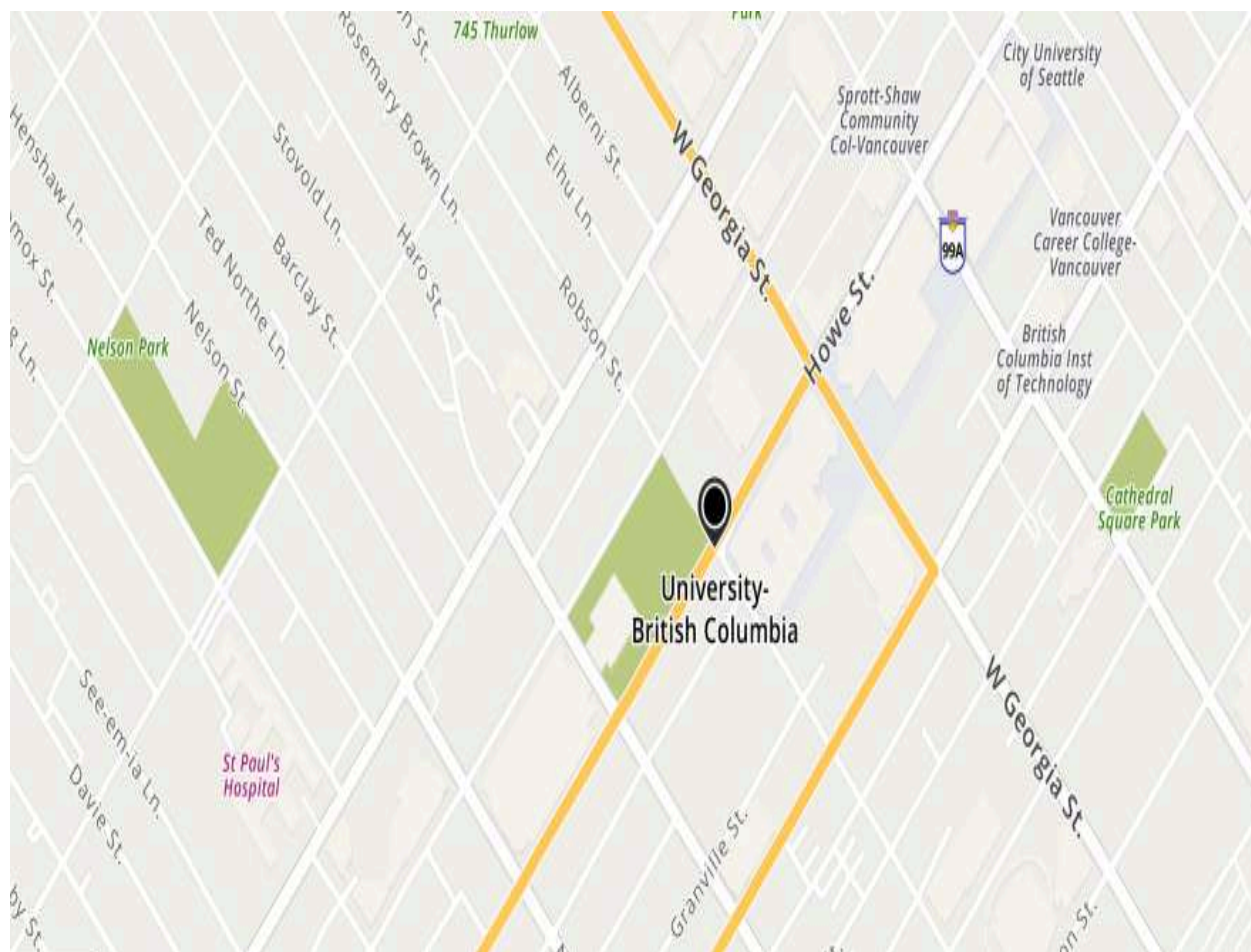 745 Thurlow
Park
City University
of Seattle
Rosemary Brown Ln.
Alberni St.
Sprott-Shaw
Community
Col-Vancouver
Henshaw Ln.
Stovold Ln.
Elhu Ln.
W Georgia St.
Ted Northe Ln.
Barclay St.
Haro St.
Vancouver
Career College-
Vancouver
99A
Howe St.
Robson St.
Nelson Park
Nelson St.
British
Columbia Inst
of Technology
Cathedral
Square Park
University-
British Columbia
See-em-ia Ln.
W Georgia St.
St Paul's
Hospital
Davie St.
Granville St.